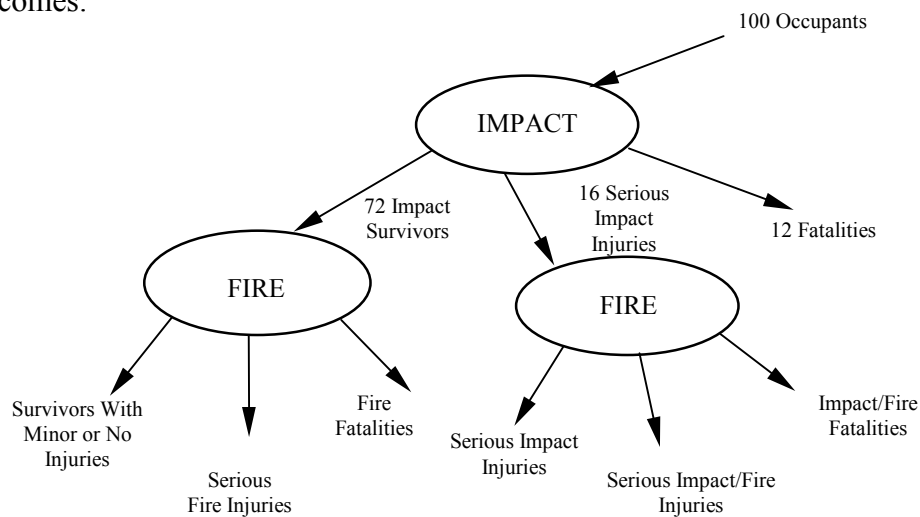 comes.
100 Occupants
IMPACT
72 Impact
Survivors
16 Serious
Impact
Injuries
12 Fatalities
FIRE
FIRE
Survivors With
Minor or No
Injuries
Serious
Fire Injuries
Fire
Fatalities
Serious Impact
Injuries
Serious Impact/Fire
Injuries
Impact/Fire
Fatalities